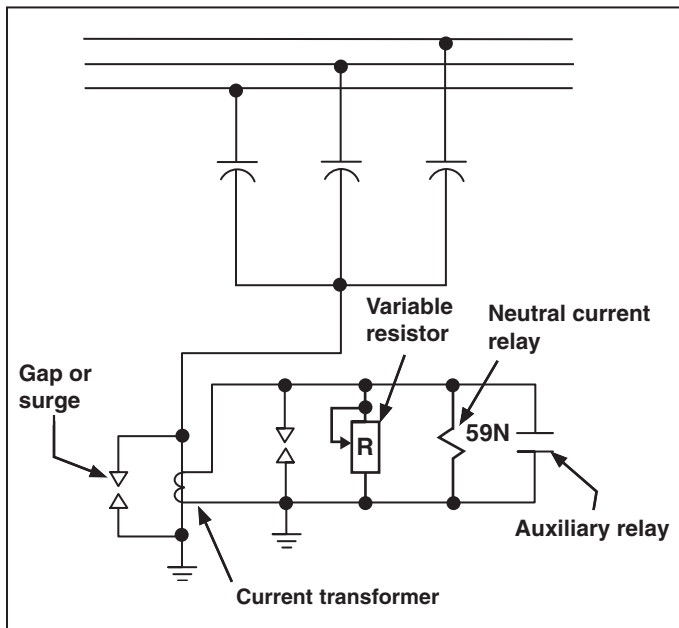 Variable
resistor
Neutral current
relay
Gap or
surge
R
59N
Auxiliary relay
Current transformer